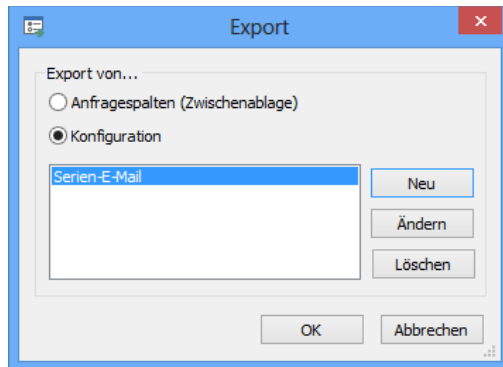 Export
Export von...
Anfragespalten (Zwischenablage)
Konfiguration
Serien-E-Mail
Neu
Ändern
Löschen
OK
Abbrechen